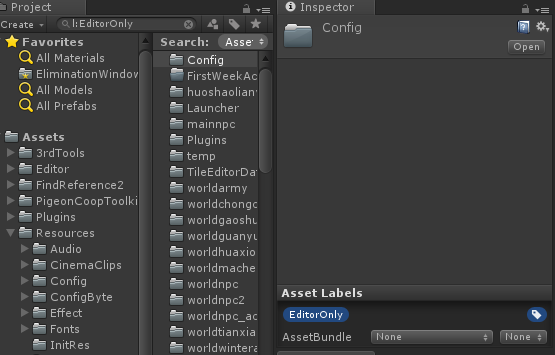 Project
Create
l:EditorOnly
Favorites
All Materials
EliminationWindow
All Models
All Prefabs
Assets
3rdTools
Editor
FindReference2
PigeonCoopToolki
Plugins
Resources
Audio
CinemaClips
Config
ConfigByte
Effect
Fonts
InitRes
Search: Asse
Config
FirstWeekAc
huoshaolian
Launcher
mainnpc
Plugins
temp
TileEditorDa
worldarmy
worldchongc
worldgaoshu
worldguanyu
worldhuaxio
worldmache
worldnpc
worldnpc2
worldnpc_ac
worldtianxia
worldwintera
Inspector
Config
Open
Asset Labels
EditorOnly
AssetBundle None None